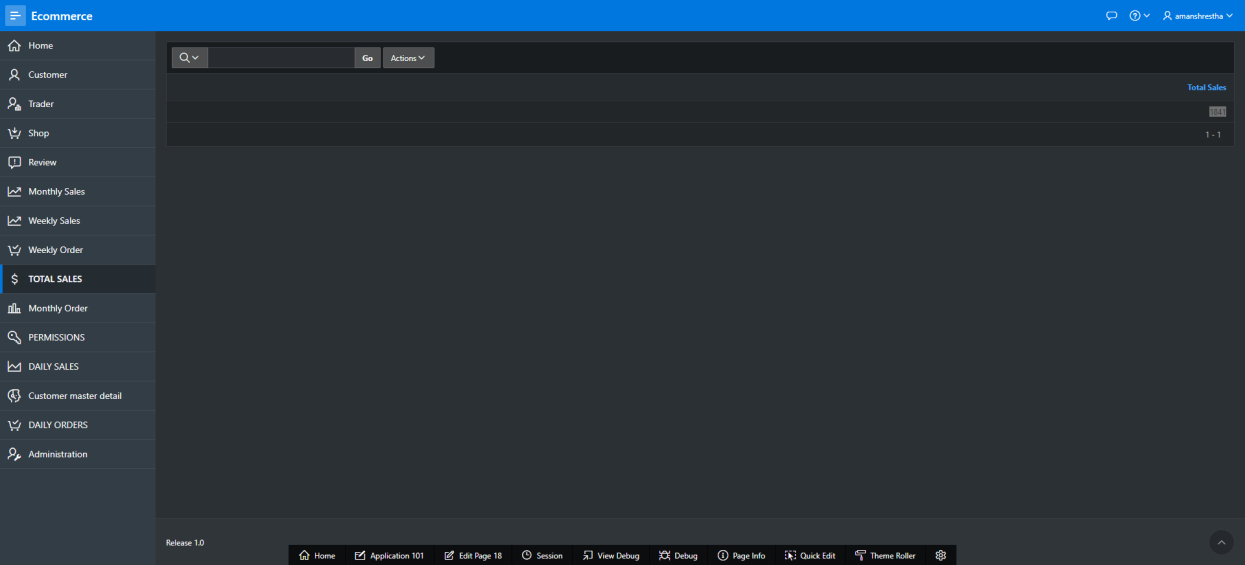 Ecommerce
amanshrestha
Home
Customer
Trader
Shop
Review
Monthly Sales
Weekly Sales
Weekly Order
TOTAL SALES
Monthly Order
PERMISSIONS
DAILY SALES
Customer master detail
DAILY ORDERS
Administration
Go Actions
Total Sales
1841
1 - 1
Release 1.0
Home Application 101 Edit Page 18 Session View Debug Debug Page Info Quick Edit Theme Roller